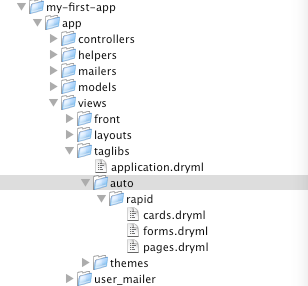 my-first-app
app
controllers
helpers
mailers
models
views
front
layouts
taglibs
application.dryml
auto
rapid
cards.dryml
forms.dryml
pages.dryml
themes
user_mailer